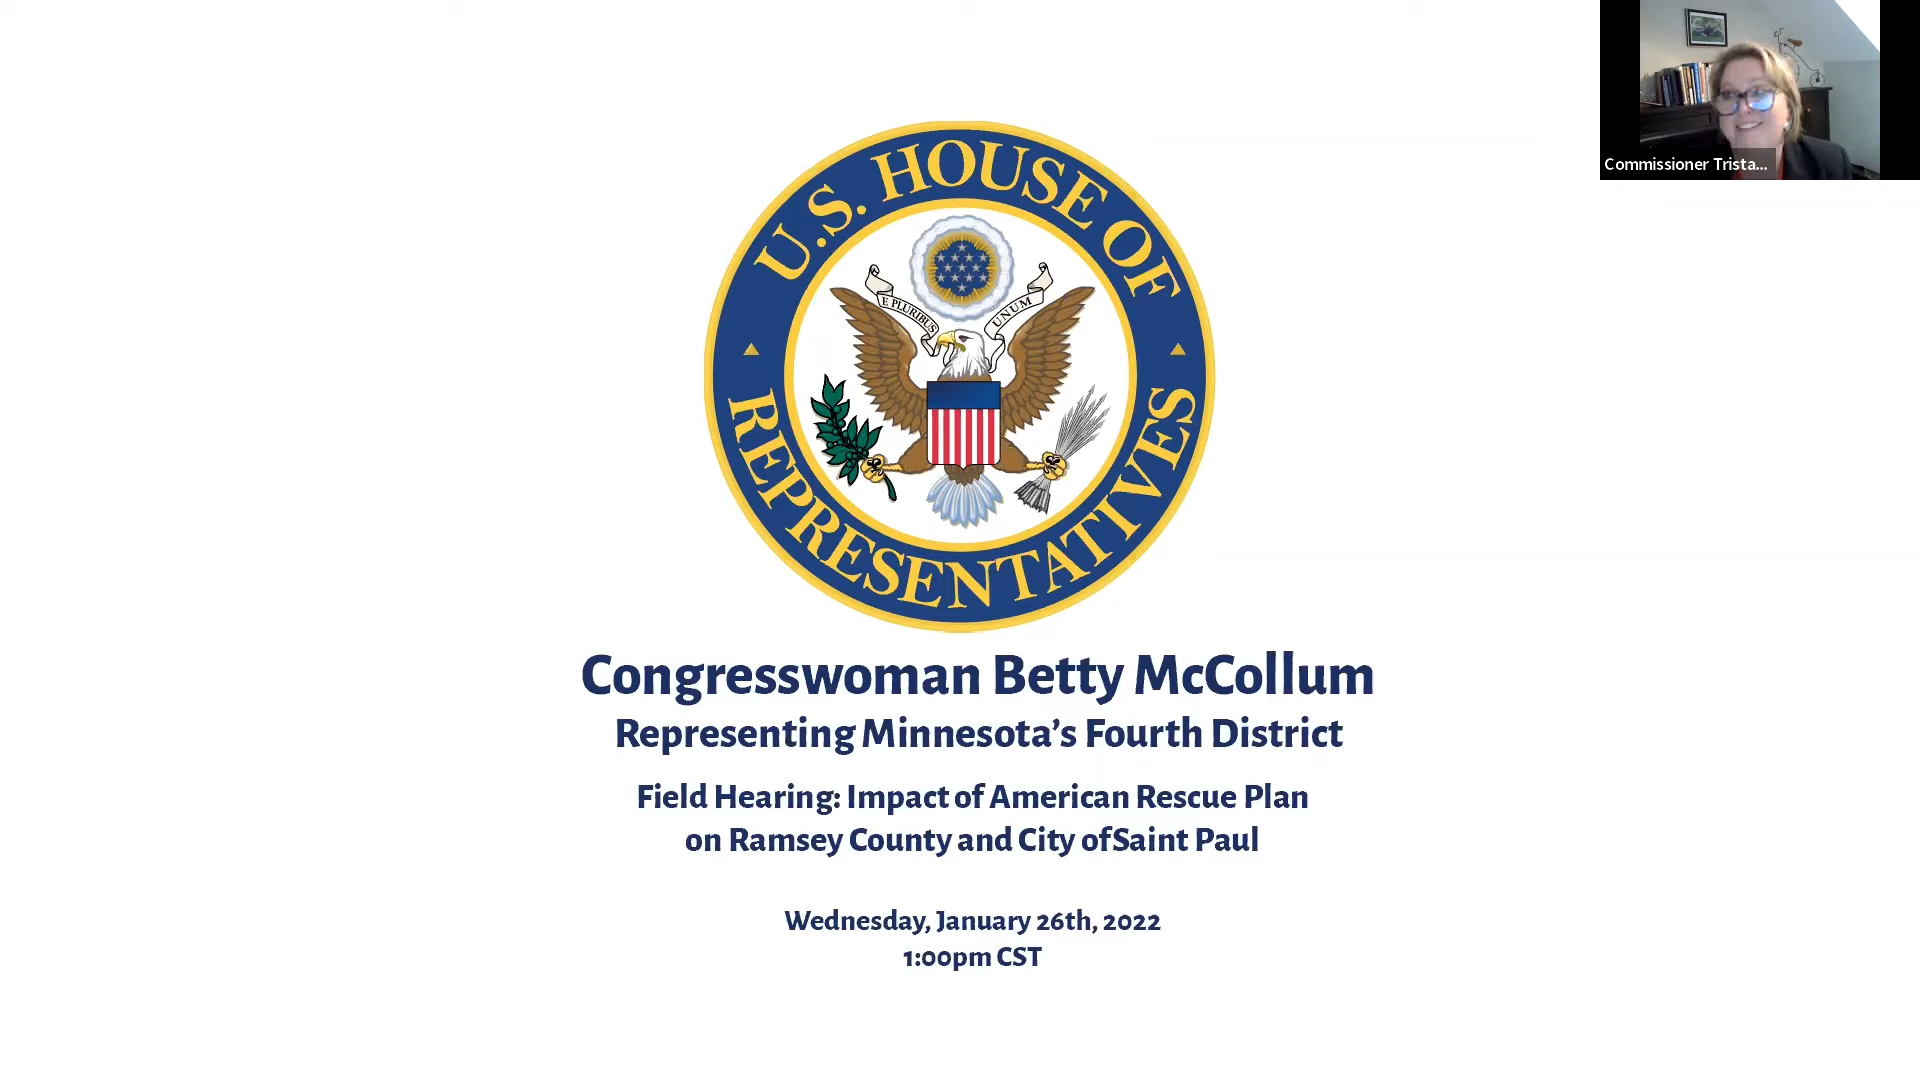 Commissioner Trista...
U.S. HOUSE OF
REPRESENTATIVES
E PLURIBUS
UNUM
Congresswoman Betty McCollum
Representing Minnesota's Fourth District
Field Hearing: Impact of American Rescue Plan
on Ramsey County and City ofSaint Paul
Wednesday, January 26th, 2022
1:00pm CST